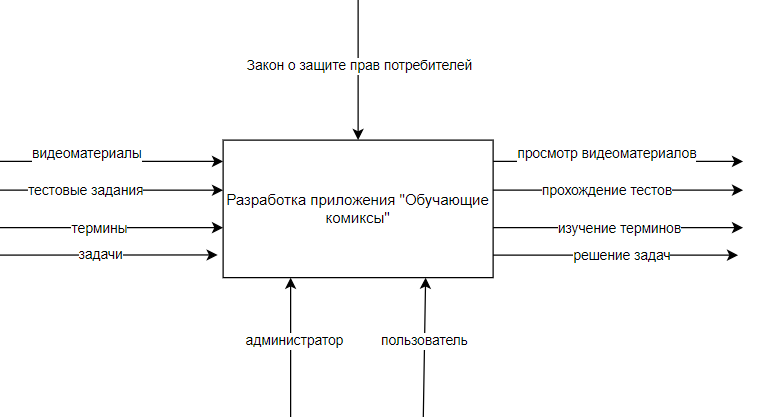 Закон о защите прав потребителей
видеоматериалы
тестовые задания
термины
задачи
Разработка приложения "Обучающие
комиксы"
просмотр видеоматериалов
прохождение тестов
изучение терминов
решение задач
администратор
пользователь